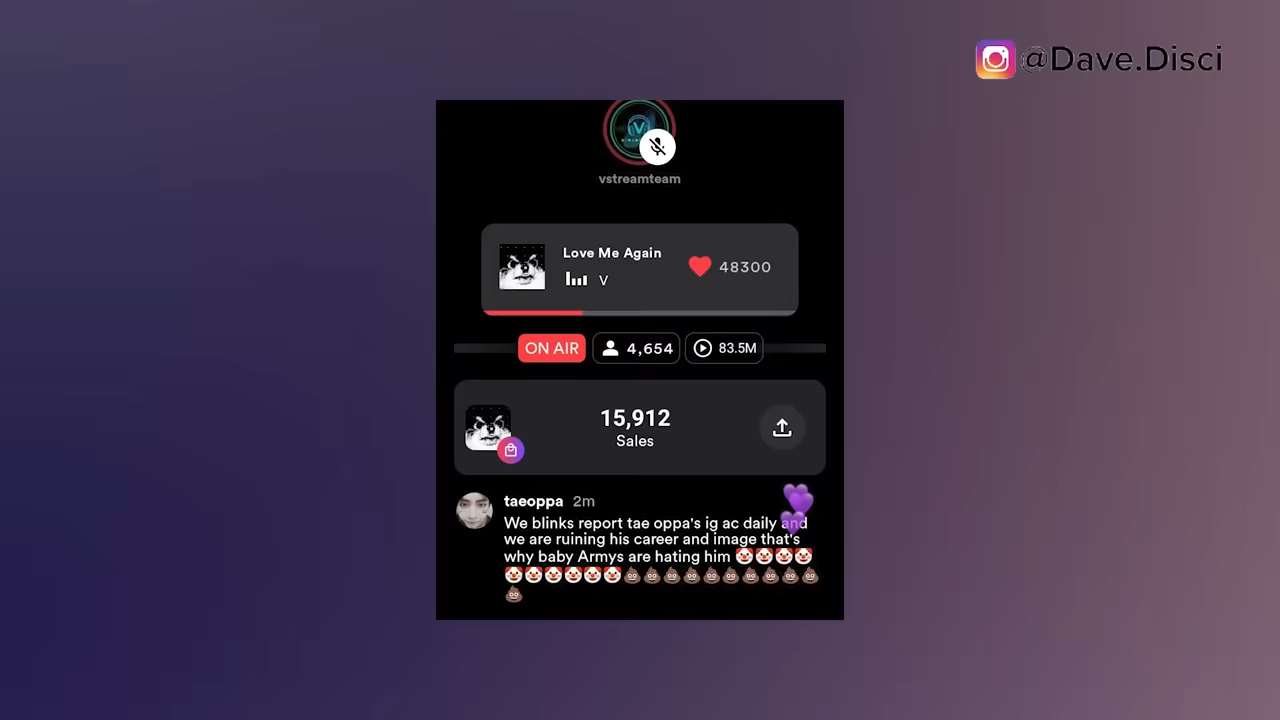 @Dave.Disci
V
vstreamteam
Love Me Again
V
48300
ON AIR
4,654
83.5M
15,912
Sales
taeoppa 2m
We blinks report tae oppa's ig ac daily and
we are ruining his career and image that's
why baby Armys are hating him 🤡🤡🤡🤡
🤡🤡🤡🤡🤡🤡💩💩💩💩💩💩💩💩💩💩
💩